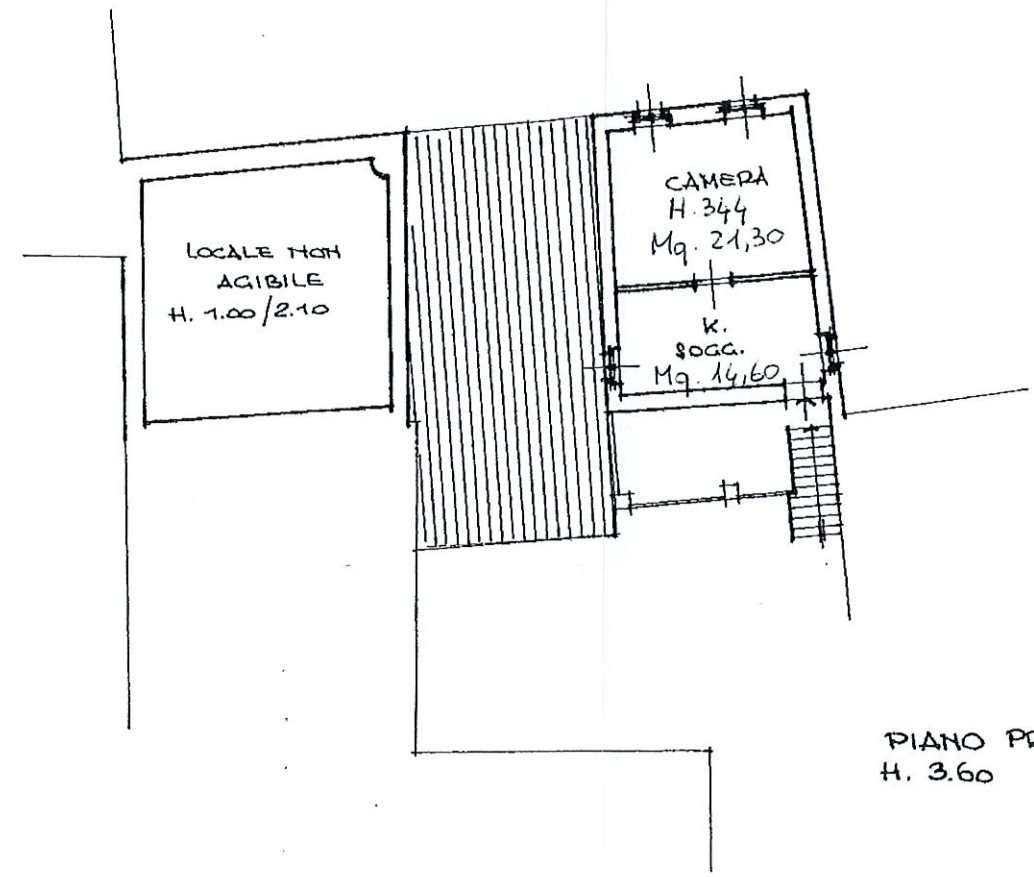 CAMERA
H. 344
Mq. 21,30
LOCALE NON
AGIBILE
H. 1.00/2.10
K.
SOGG.
Mq. 14,60
PIANO PR
H. 3.60